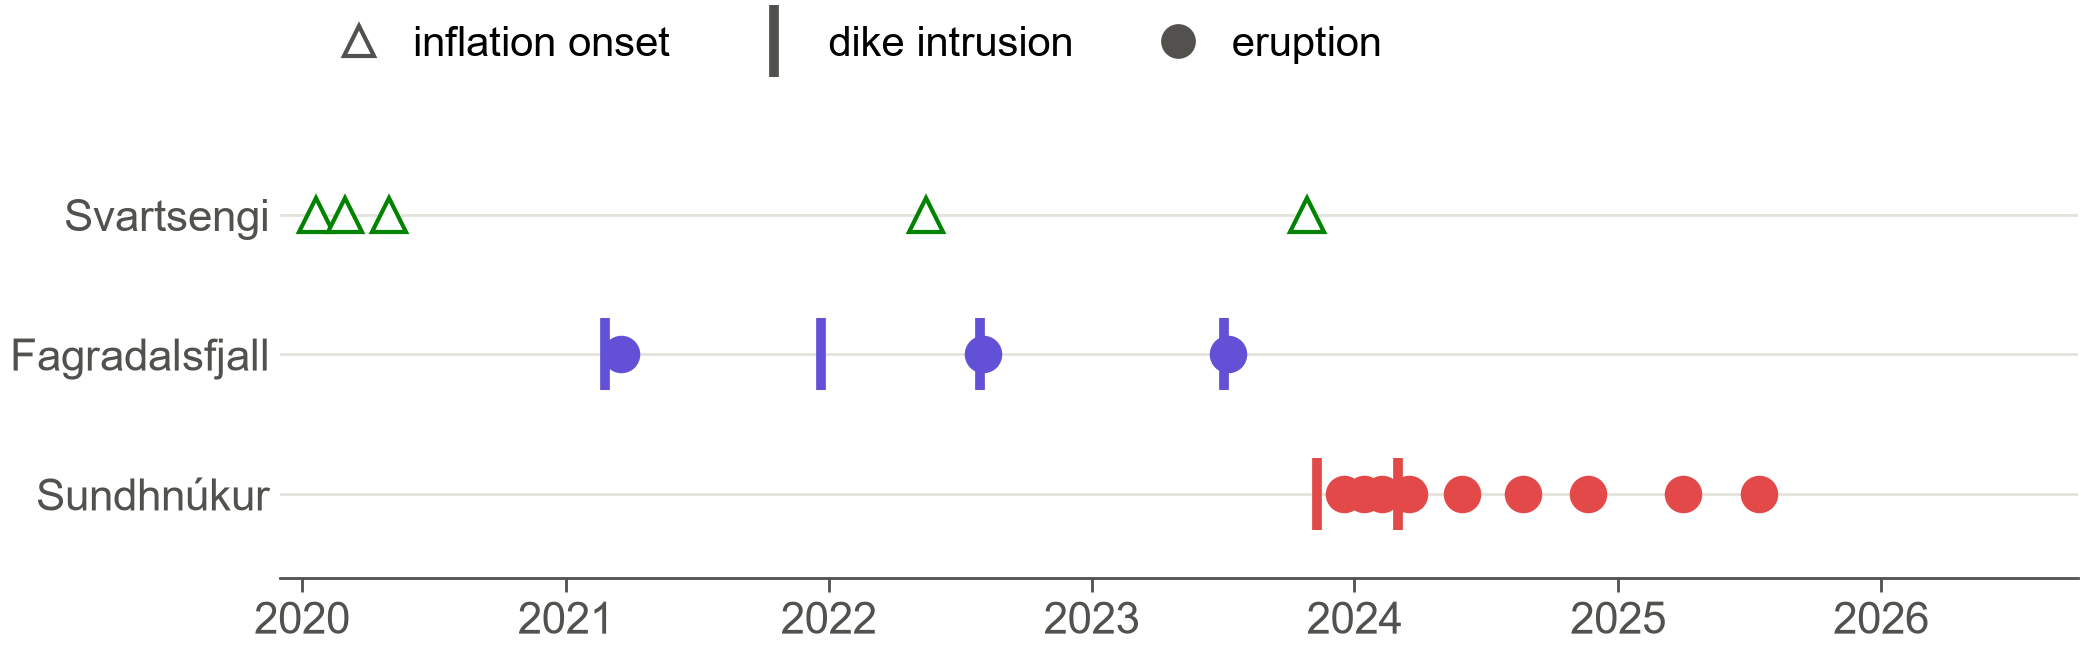 inflation onset dike intrusion eruption
Svartsengi
Fagradalsfjall
Sundhnúkur
2020 2021 2022 2023 2024 2025 2026